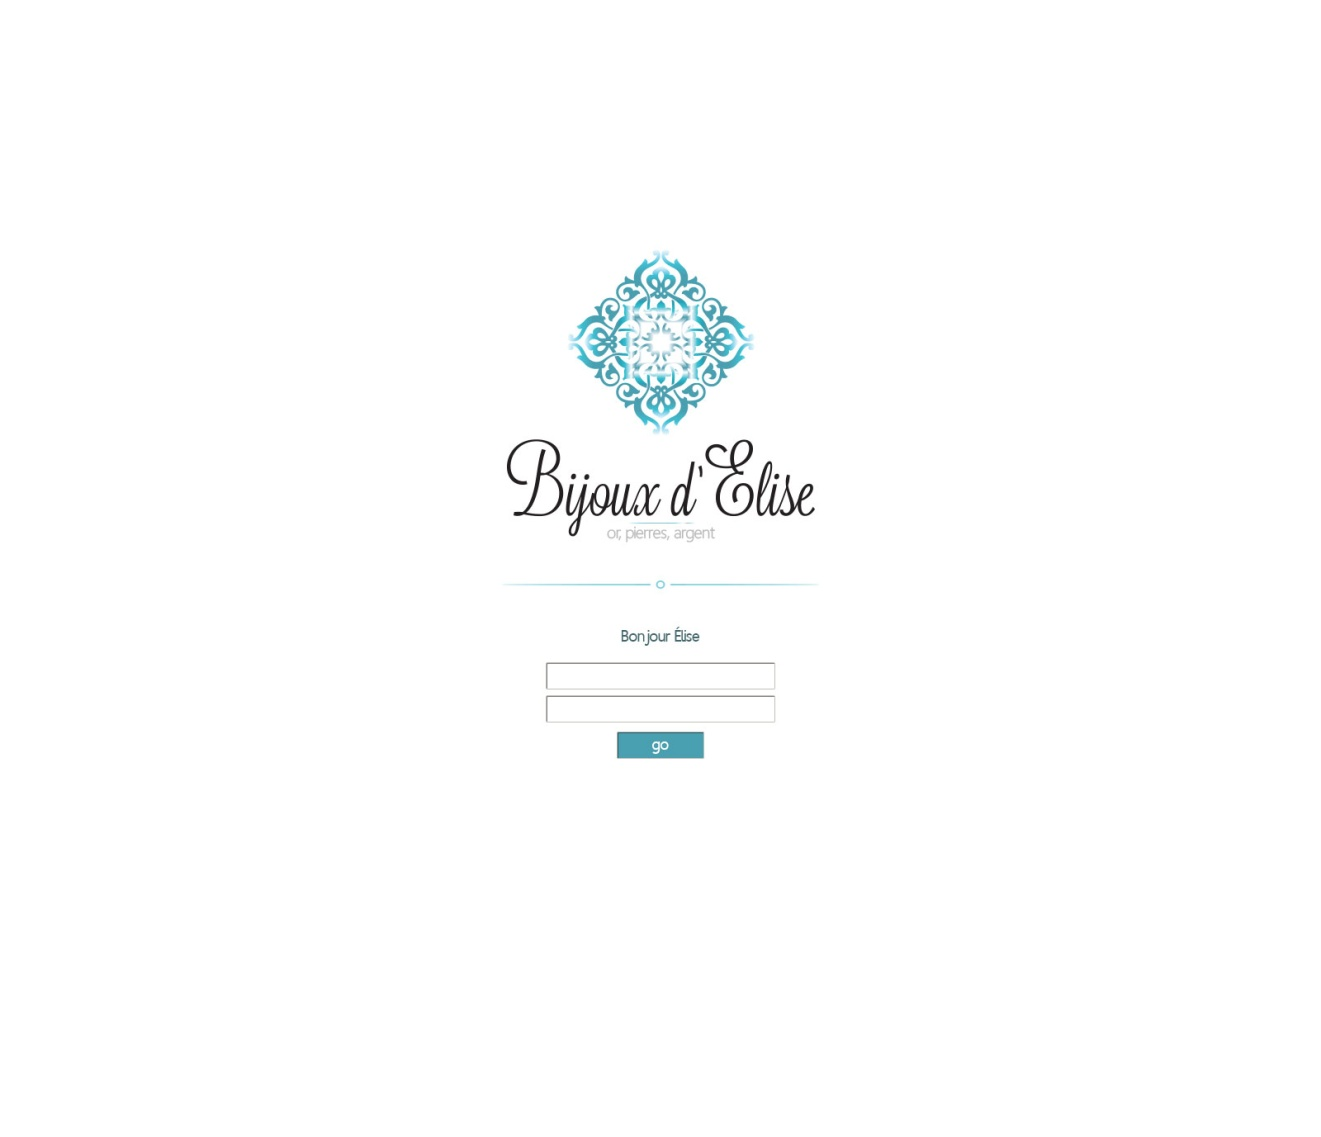 Bijoux d'Elise
or, pierres, argent
Bonjour Élise
go